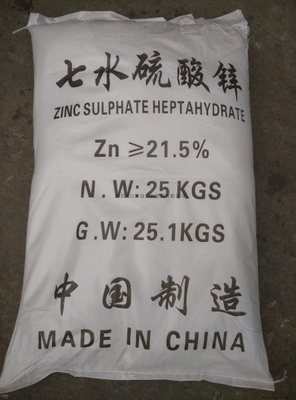 七水硫酸锌
ZINC SULPHATE HEPTAHYDRATE
Zn ≥21.5%
N.W:25KGS
G.W:25.1KGS
中国制造
MADE IN CHINA